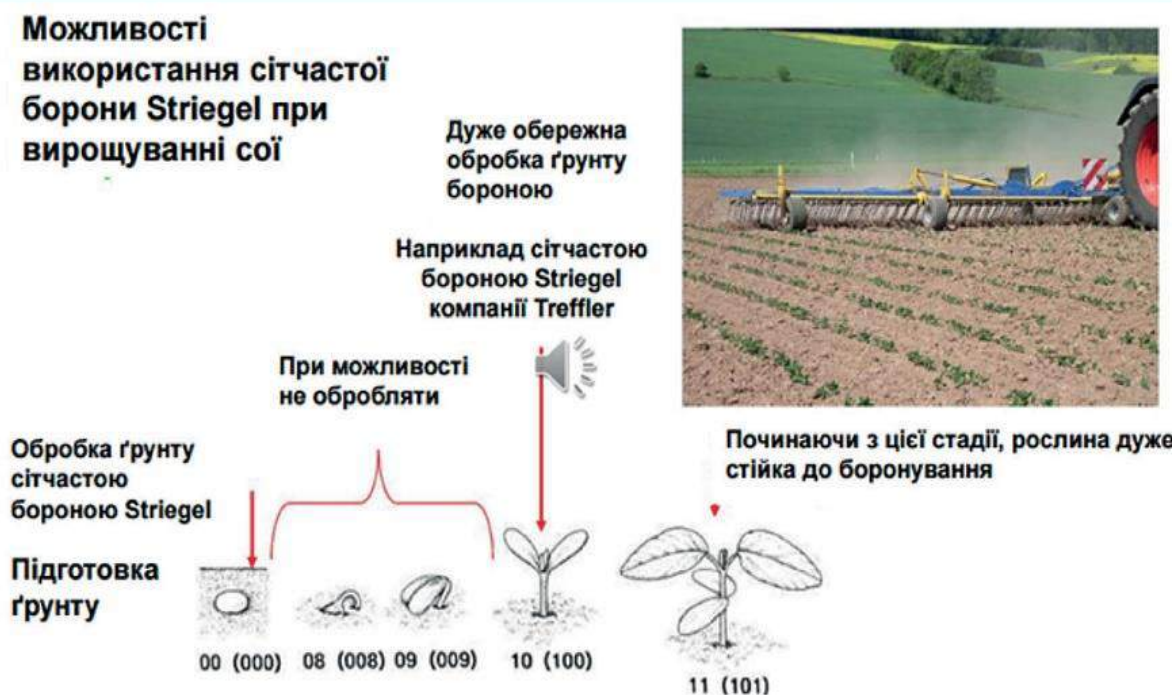 Можливості
використання сітчастої
борони Striegel при
вирощуванні сої
Дуже обережна
обробка ґрунту
бороною
Наприклад сітчастою
бороною Striegel
компанії Treffler
При можливості
не обробляти
Обробка ґрунту
сітчастою
бороною Striegel
Починаючи з цієї стадії, рослина дуже
стійка до боронування
Підготовка
ґрунту
00 (000) 08 (008) 09 (009) 10 (100)
11 (101)